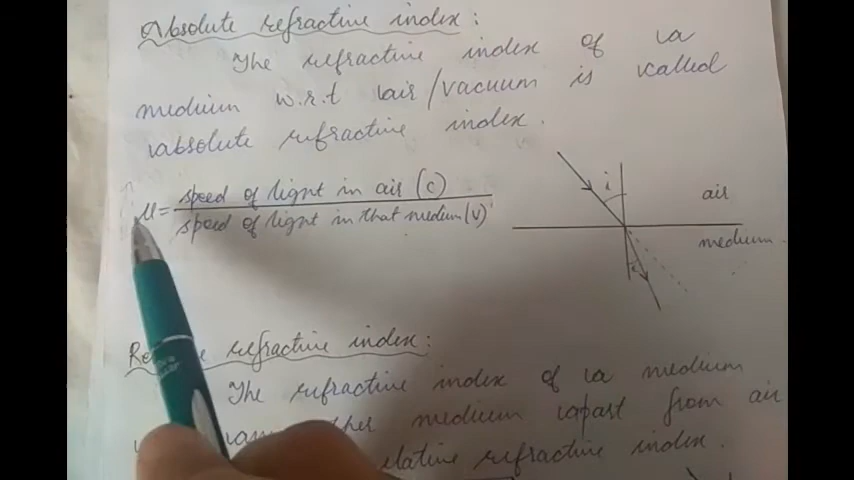 Absolute refractive index:
The refractive index of a
medium w.r.t air/vacuum is called
absolute refractive index.
μ = speed of light in air (c)
speed of light in that medium (v)
i
air
medium
Relative refractive index:
The refractive index of a medium
medium apart from air
relative refractive index.